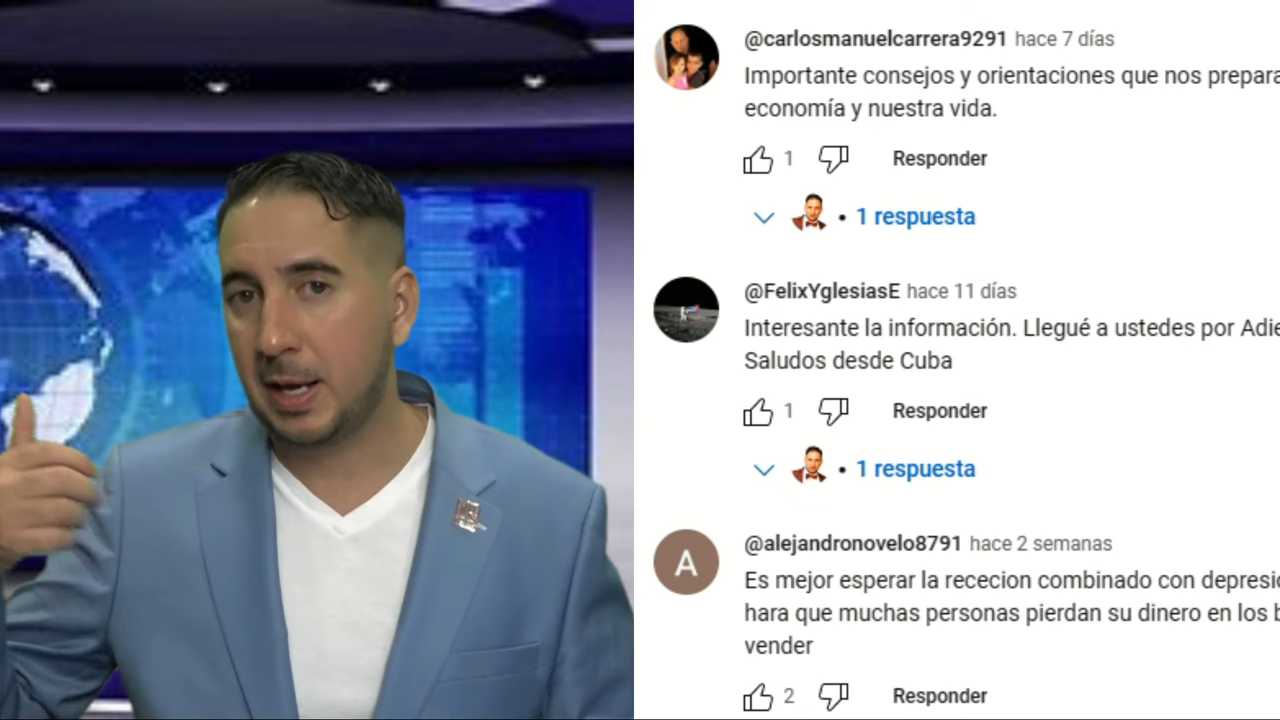 @carlosmanuelcarrera9291 hace 7 días
Importante consejos y orientaciones que nos
economía y nuestra vida.
1 Responder
• 1 respuesta
@FelixYglesiasE hace 11 días
Interesante la información. Llegué a ustedes por
Saludos desde Cuba
1 Responder
• 1 respuesta
A
@alejandronovelo8791 hace 2 semanas
Es mejor esperar la rececion combinado con
hara que muchas personas pierdan su dinero en los
vender
2 Responder